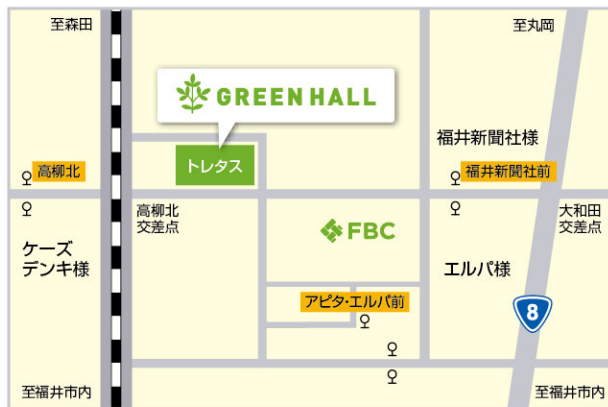 至森田
至丸岡
GREEN HALL
福井新聞社様
トレタス
高柳北
福井新聞社前
高柳北
交差点
大和田
交差点
FBC
ケーズ
デンキ様
エルパ様
アピタ・エルパ前
8
至福井市内
至福井市内